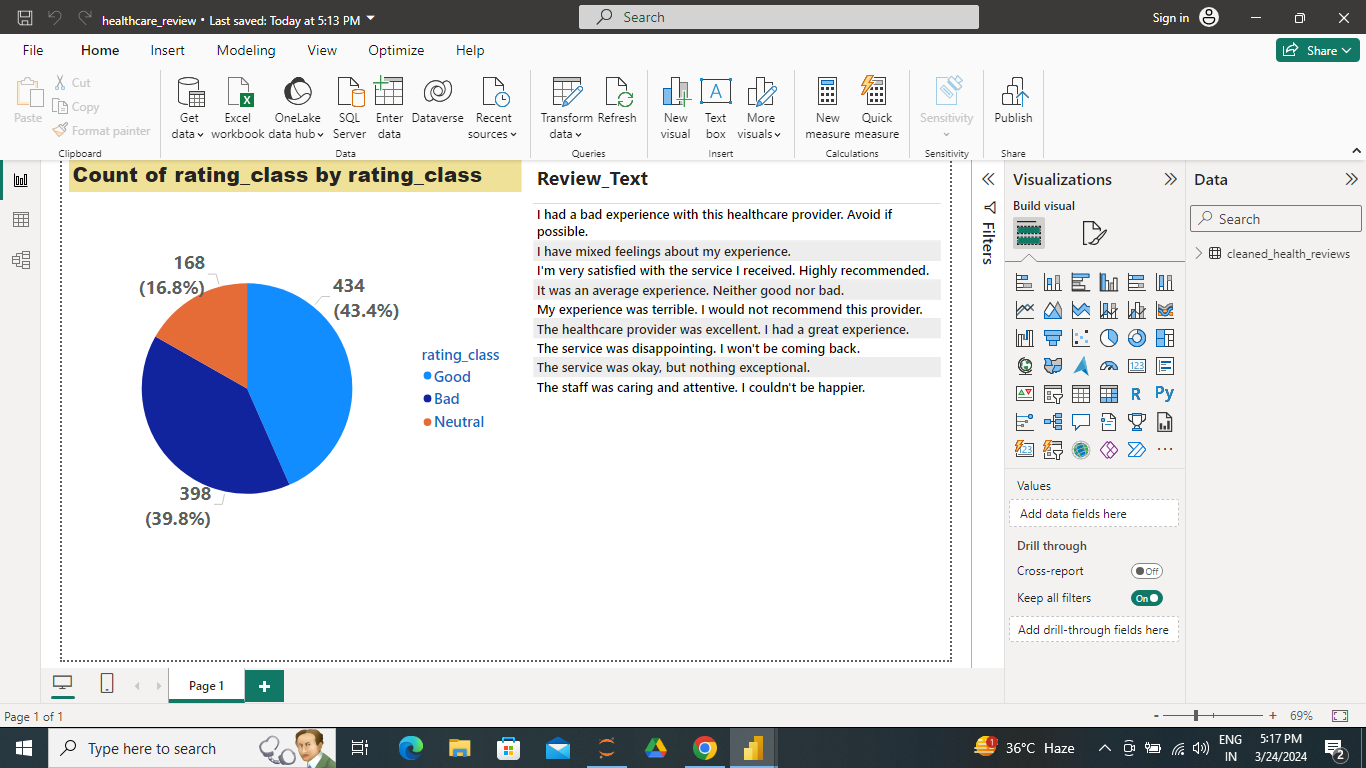 healthcare_review • Last saved: Today at 5:13 PM
Search
Sign in
File
Home
Insert
Modeling
View
Optimize
Help
Share
Paste
Cut
Copy
Format painter
Clipboard
Get
data
Excel
workbook
OneLake
data hub
SQL
Server
Enter
data
Dataverse
Recent
sources
Data
Transform
data
Refresh
Queries
New
visual
A
Text
box
More
visuals
Insert
New
measure
Quick
measure
Calculations
Sensitivity
Sensitivity
Publish
Share
Count of rating_class by rating_class
168
(16.8%)
434
(43.4%)
398
(39.8%)
rating_class
Good
Bad
Neutral
Review_Text
I had a bad experience with this healthcare provider. Avoid if
possible.
I have mixed feelings about my experience.
I'm very satisfied with the service I received. Highly recommended.
It was an average experience. Neither good nor bad.
My experience was terrible. I would not recommend this provider.
The healthcare provider was excellent. I had a great experience.
The service was disappointing. I won't be coming back.
The service was okay, but nothing exceptional.
The staff was caring and attentive. I couldn't be happier.
Filters
Visualizations
Build visual
123
R
Py
123
Values
Add data fields here
Drill through
Cross-report
Off
Keep all filters
On
Add drill-through fields here
Data
Search
cleaned_health_reviews
Page 1
+
Page 1 of 1
- + 69%
Type here to search
1
36°C Haze
ENG
IN
5:17 PM
3/24/2024
2